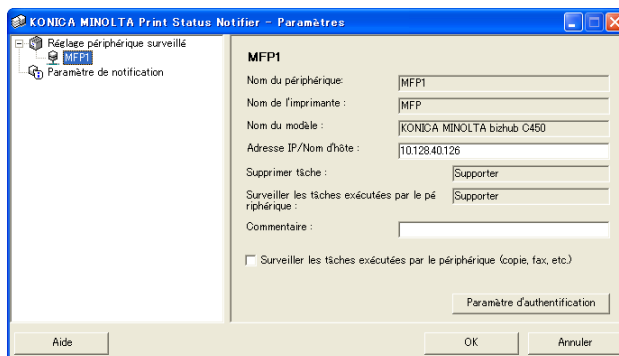 KONICA MINOLTA Print Status Notifier - Paramètres
Réglage périphérique surveillé
MFP1
Paramètre de notification
MFP1
Nom du périphérique: MFP1
Nom de l'imprimante : MFP
Nom du modèle : KONICA MINOLTA bizhub C450
Adresse IP/Nom d'hôte : 10.128.40.126
Supprimer tâche : Supporter
Surveiller les tâches exécutées par le pé Supporter
riphérique :
Commentaire :
Surveiller les tâches exécutées par le périphérique (copie, fax, etc.)
Paramètre d'authentification
Aide OK Annuler